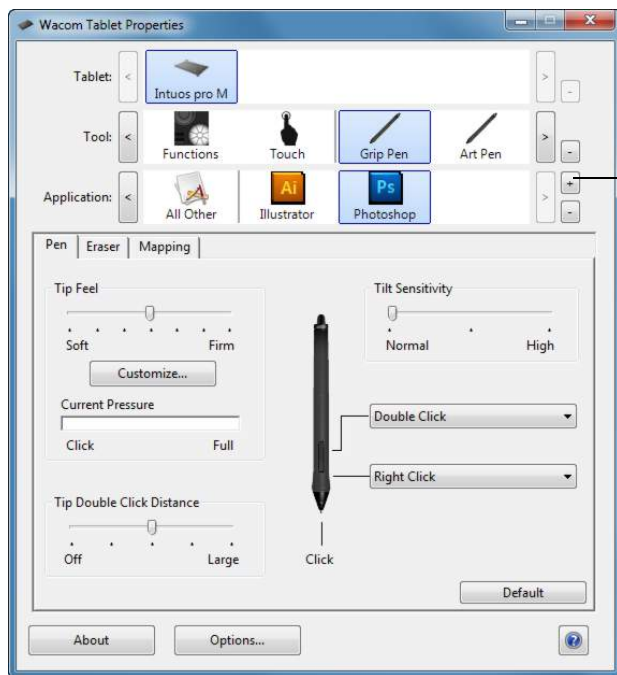 Wacom Tablet Properties
Tablet: < Intuos pro M > -
Tool: < Functions Touch Grip Pen Art Pen > -
Application: < All Other Ai Illustrator Ps Photoshop > + -
Pen Eraser Mapping
Tip Feel
Soft Firm
Customize...
Current Pressure
Click Full
Tip Double Click Distance
Off Large
Tilt Sensitivity
Normal High
Double Click
Right Click
Click
Default
About Options... ?